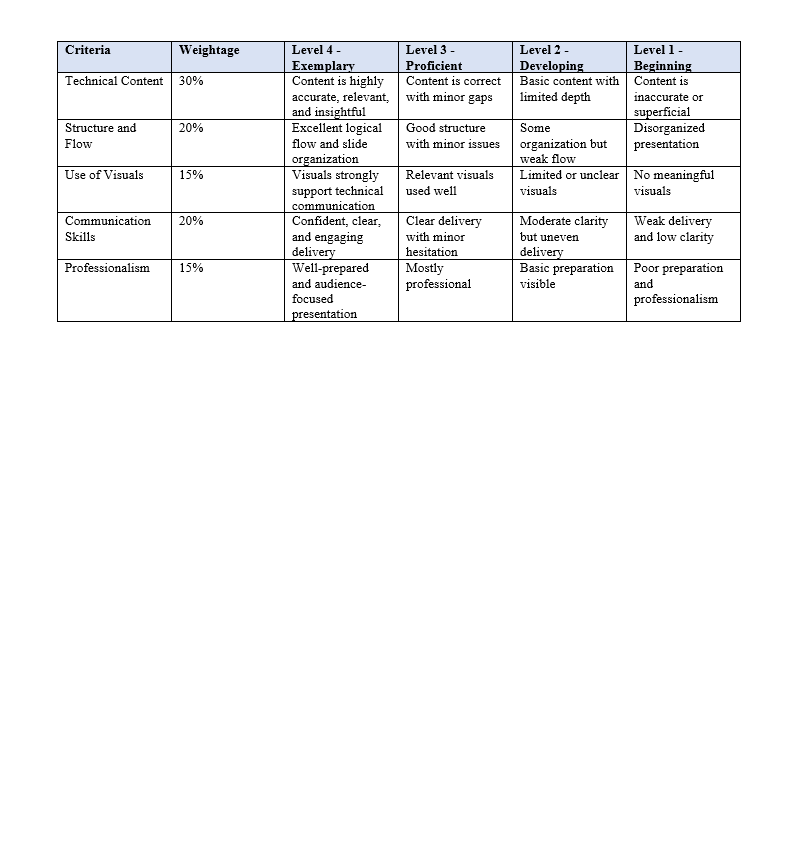 Criteria
Weightage
Level 4 -
Exemplary
Level 3 -
Proficient
Level 2 -
Developing
Level 1 -
Beginning
Technical Content
30%
Content is highly
accurate, relevant,
and insightful
Content is correct
with minor gaps
Basic content with
limited depth
Content is
inaccurate or
superficial
Structure and
Flow
20%
Excellent logical
flow and slide
organization
Good structure
with minor issues
Some
organization but
weak flow
Disorganized
presentation
Use of Visuals
15%
Visuals strongly
support technical
communication
Relevant visuals
used well
Limited or unclear
visuals
No meaningful
visuals
Communication
Skills
20%
Confident, clear,
and engaging
delivery
Clear delivery
with minor
hesitation
Moderate clarity
but uneven
delivery
Weak delivery
and low clarity
Professionalism
15%
Well-prepared
and audience-
focused
presentation
Mostly
professional
Basic preparation
visible
Poor preparation
and
professionalism